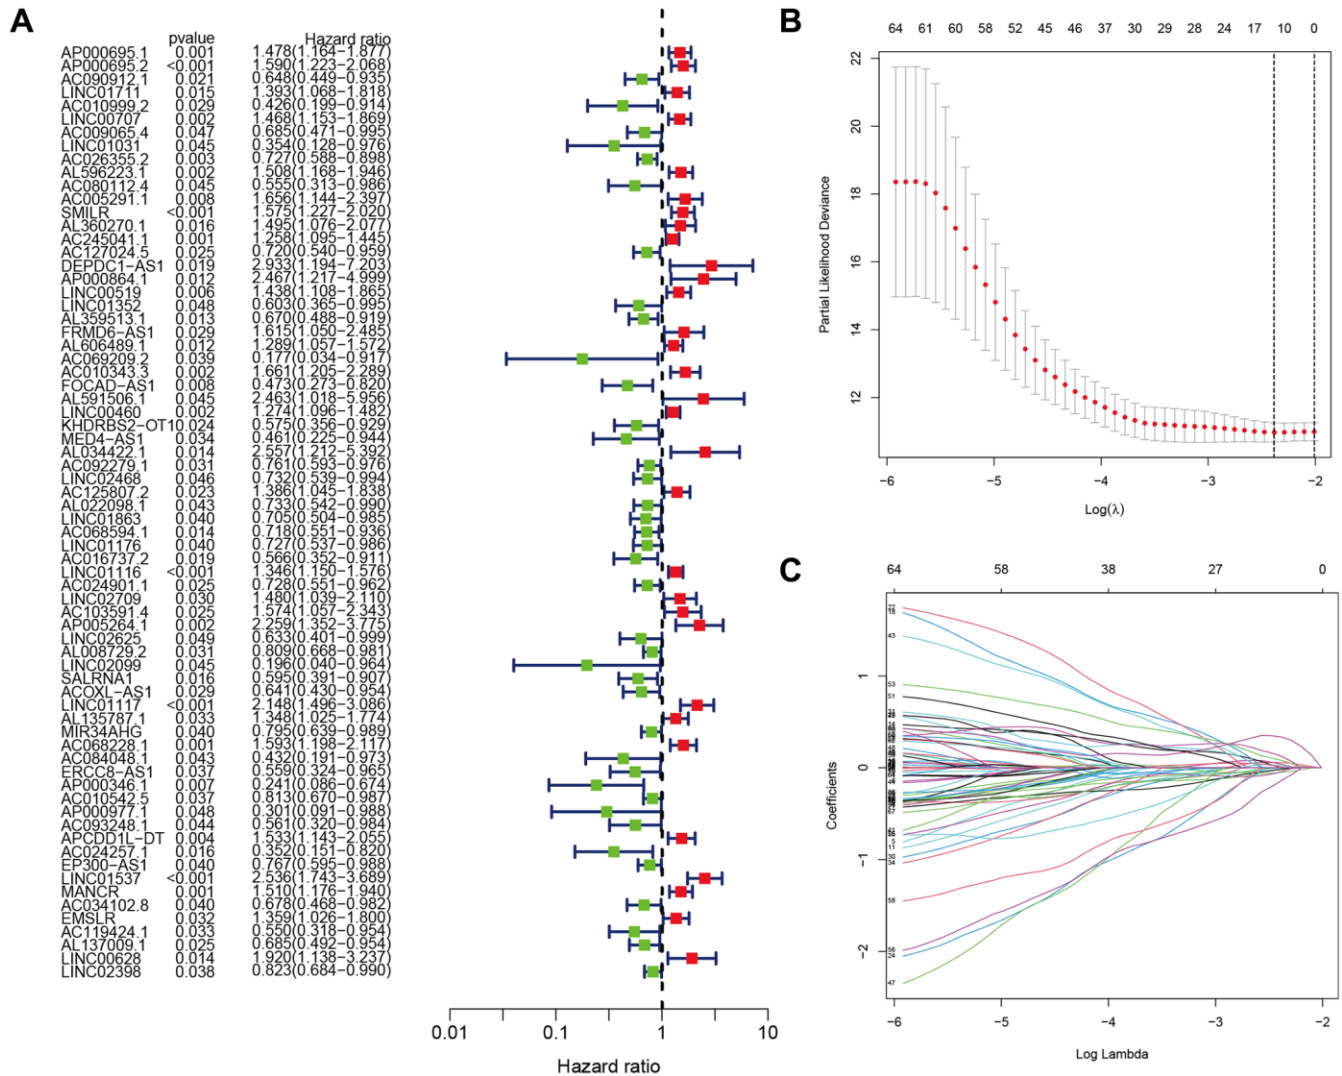 A
pvalue Hazard ratio
AP000695.1 0.001 1.478(1.164−1.877)
AP000695.2 <0.001 1.590(1.223−2.068)
AC090912.1 0.021 0.648(0.449−0.935)
LINC01711 0.015 1.393(1.068−1.818)
AC010999.2 0.029 0.426(0.199−0.914)
LINC00707 0.002 1.468(1.153−1.869)
AC009065.4 0.047 0.685(0.471−0.995)
LINC01031 0.045 0.354(0.128−0.976)
AC026355.2 0.003 0.727(0.588−0.898)
AL596223.1 0.002 1.508(1.168−1.946)
AC080112.4 0.045 0.555(0.313−0.986)
AC005291.1 0.008 1.656(1.144−2.397)
SMILR <0.001 1.575(1.227−2.020)
AL360270.1 0.016 1.495(1.076−2.077)
AC245041.1 0.001 1.258(1.095−1.445)
AC127024.5 0.025 0.720(0.540−0.959)
DEPDC1−AS1 0.019 2.933(1.194−7.203)
AP000864.1 0.012 2.467(1.217−4.999)
LINC00519 0.006 1.438(1.108−1.865)
LINC01352 0.048 0.603(0.365−0.995)
AL359513.1 0.013 0.670(0.488−0.919)
FRMD6−AS1 0.029 1.615(1.050−2.485)
AL606489.1 0.012 1.289(1.057−1.572)
AC069209.2 0.039 0.177(0.034−0.917)
AC010343.3 0.002 1.661(1.205−2.289)
FOCAD−AS1 0.008 0.473(0.273−0.820)
AL591506.1 0.045 2.463(1.018−5.956)
LINC00460 0.002 1.274(1.096−1.482)
KHDRBS2−OT1 0.024 0.575(0.356−0.929)
MED4−AS1 0.034 0.461(0.225−0.944)
AL034422.1 0.014 2.557(1.212−5.392)
AC092279.1 0.031 0.761(0.593−0.976)
LINC02468 0.046 0.732(0.539−0.994)
AC125807.2 0.023 1.386(1.045−1.838)
AL022098.1 0.043 0.733(0.542−0.990)
LINC01863 0.040 0.705(0.504−0.985)
AC068594.1 0.014 0.718(0.551−0.936)
LINC01176 0.040 0.727(0.537−0.986)
AC016737.2 0.019 0.566(0.352−0.911)
LINC01116 <0.001 1.346(1.150−1.576)
AC024901.1 0.025 0.728(0.551−0.962)
LINC02709 0.030 1.480(1.039−2.110)
AC103591.4 0.025 1.574(1.057−2.343)
AP005264.1 0.002 2.259(1.352−3.775)
LINC02625 0.049 0.633(0.401−0.999)
AL008729.2 0.031 0.809(0.668−0.981)
LINC02099 0.045 0.196(0.040−0.964)
SALRNA1 0.016 0.595(0.391−0.907)
ACOXL−AS1 0.029 0.641(0.430−0.954)
LINC01117 <0.001 2.148(1.496−3.086)
AL135787.1 0.033 1.348(1.025−1.774)
MIR34AHG 0.040 0.795(0.639−0.989)
AC068228.1 0.001 1.593(1.198−2.117)
AC084048.1 0.043 0.432(0.191−0.973)
ERCC8−AS1 0.037 0.559(0.324−0.965)
AP000346.1 0.007 0.241(0.086−0.674)
AC010542.5 0.037 0.813(0.670−0.987)
AP000977.1 0.048 0.301(0.091−0.988)
AC093248.1 0.044 0.561(0.320−0.984)
APCDD1L−DT 0.004 1.533(1.143−2.055)
AC024257.1 0.016 0.352(0.151−0.820)
EP300−AS1 0.040 0.767(0.595−0.988)
LINC01537 <0.001 2.536(1.743−3.689)
MANCR 0.001 1.510(1.176−1.940)
AC034102.8 0.040 0.678(0.468−0.982)
EMSLR 0.032 1.359(1.026−1.800)
AC119424.1 0.033 0.550(0.318−0.954)
AL137009.1 0.025 0.685(0.492−0.954)
LINC00628 0.014 1.920(1.138−3.237)
LINC02398 0.038 0.823(0.684−0.990)
0.01 0.1 1 10
Hazard ratio
B
64 61 60 58 52 45 46 37 30 29 28 24 17 10 0
22
20
18
16
14
12
Partial Likelihood Deviance
−6 −5 −4 −3 −2
Log(λ)
C
64 58 38 27 0
1
0
−1
−2
Coefficients
43
53
51
5
11
30
34
58
56
24
47
−6 −5 −4 −3 −2
Log Lambda